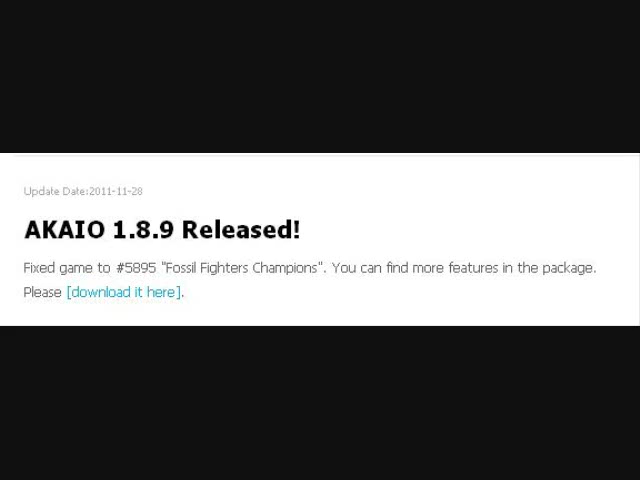 Update Date:2011-11-28
AKAIO 1.8.9 Released!
Fixed game to #5895 "Fossil Fighters Champions". You can find more features in the package.
Please [download it here].